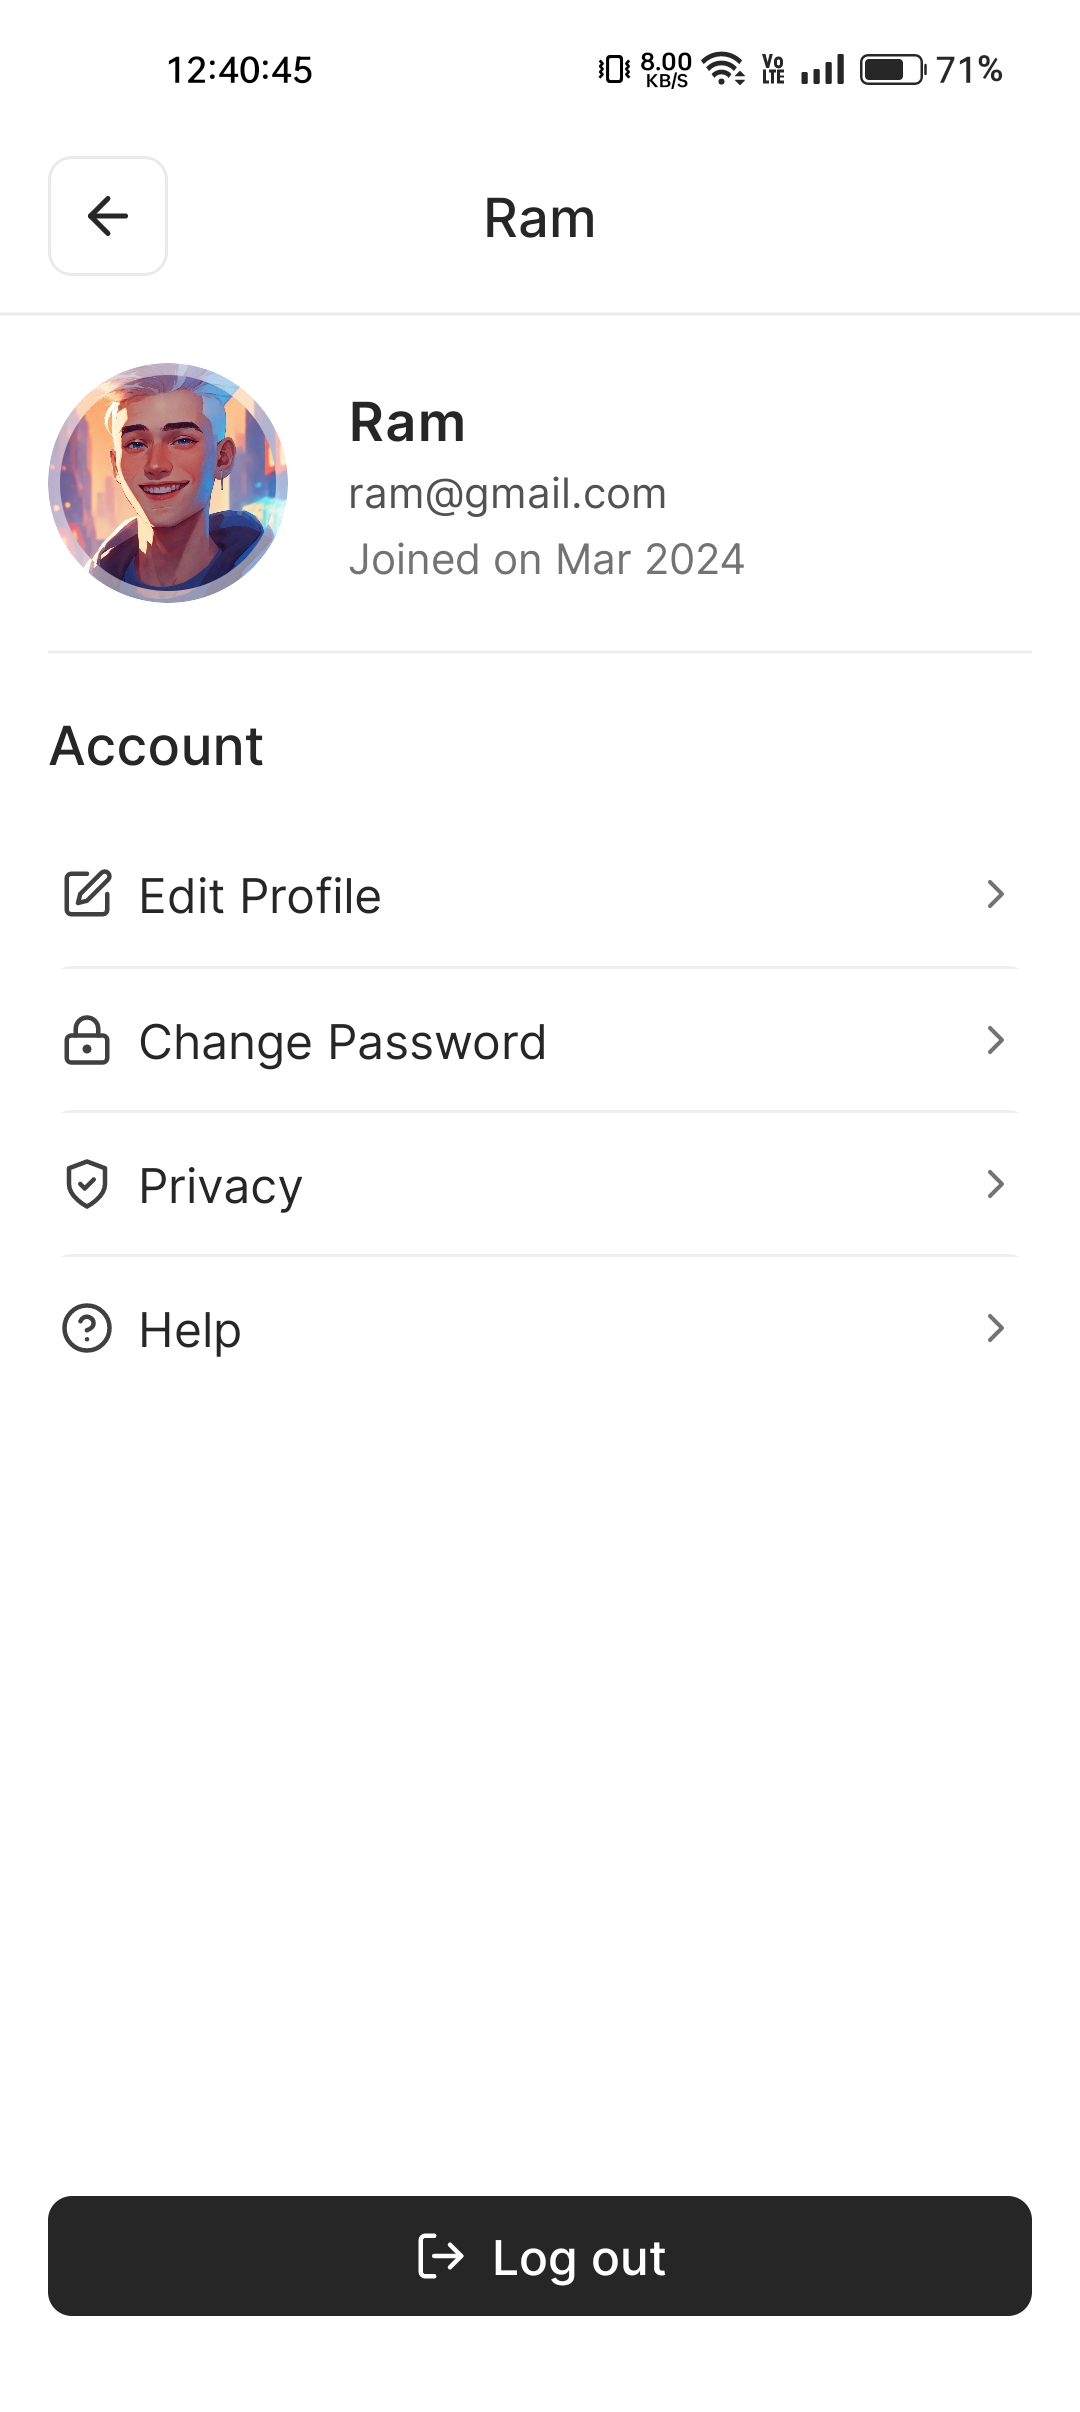 12:40:45 8.00 KB/S Vo LTE 71%
Ram
Ram
ram@gmail.com
Joined on Mar 2024
Account
Edit Profile
Change Password
Privacy
Help
Log out